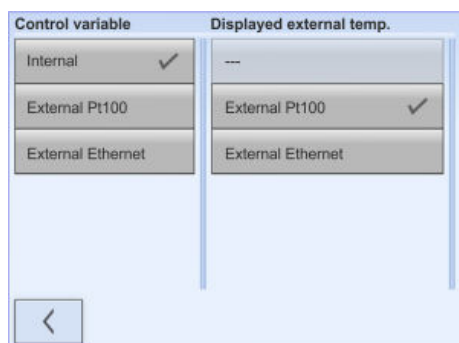 Control variable
Displayed external temp.
Internal
---
External Pt100
External Pt100
External Ethernet
External Ethernet